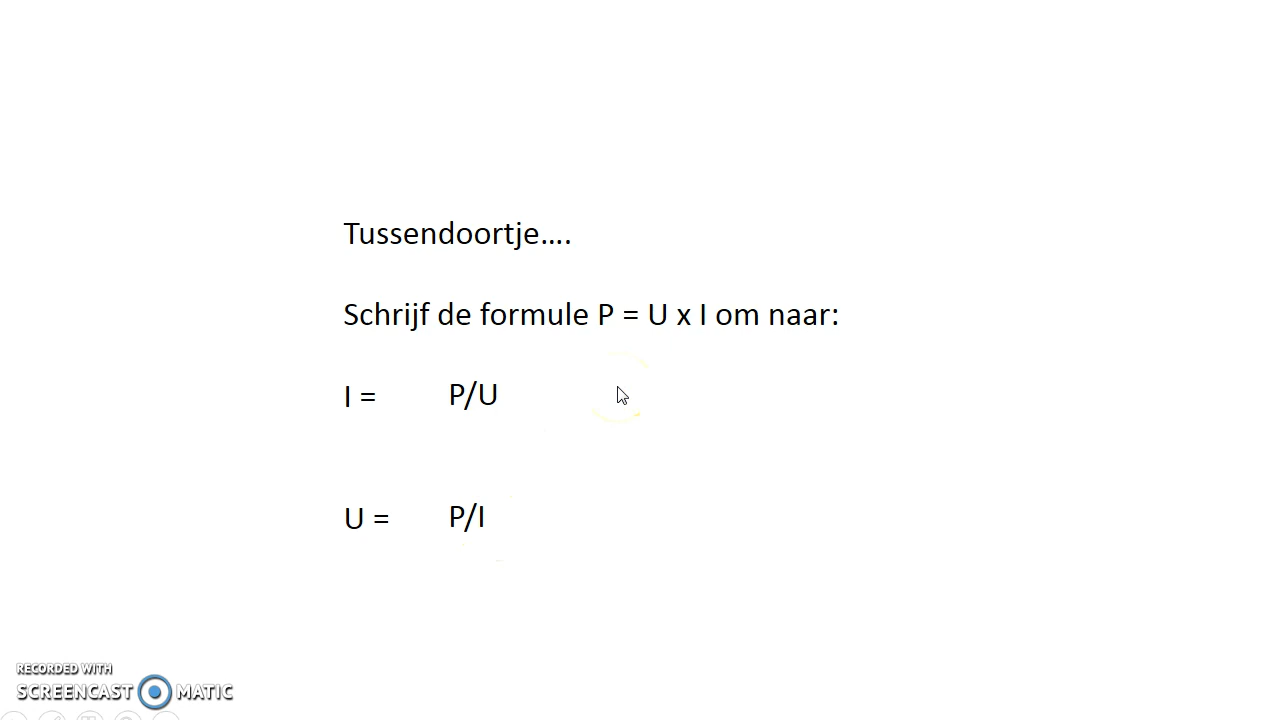 Tussendoortje....
Schrijf de formule P = U x I om naar:
I = P/U
U = P/I
RECORDED WITH
SCREENCAST MATIC